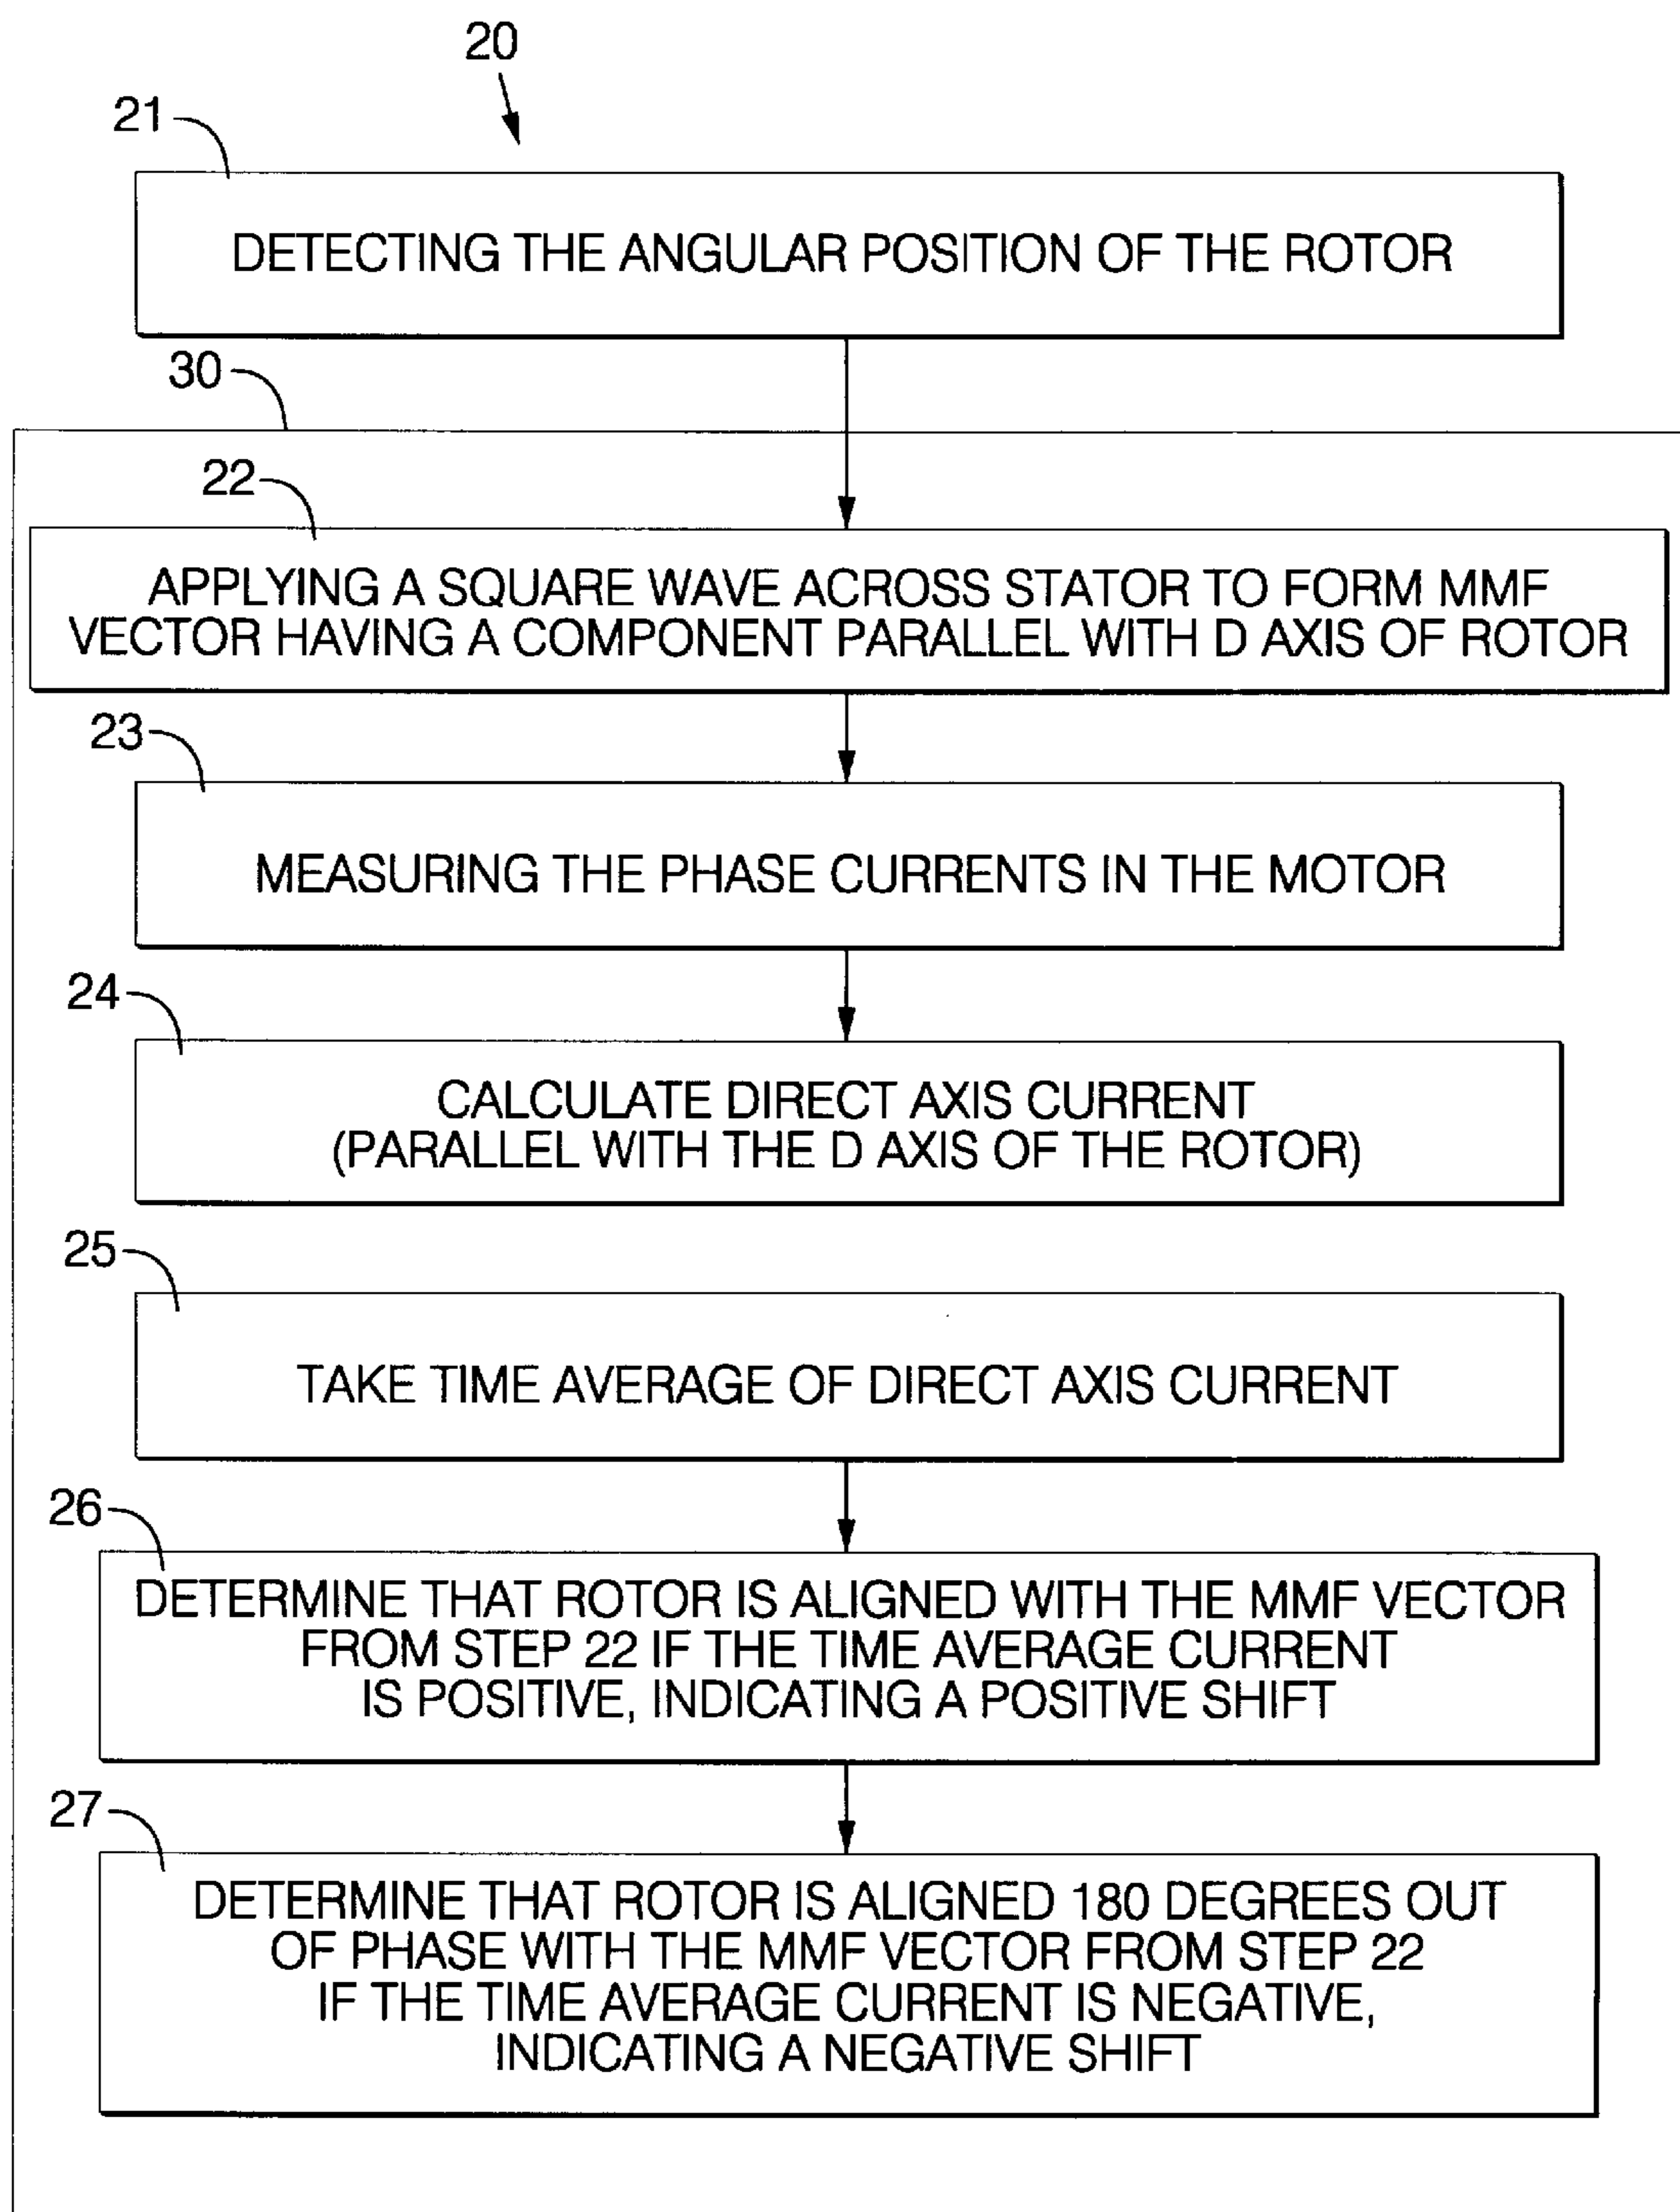 20
21
DETECTING THE ANGULAR POSITION OF THE ROTOR
30
22
APPLYING A SQUARE WAVE ACROSS STATOR TO FORM MMF
VECTOR HAVING A COMPONENT PARALLEL WITH D AXIS OF ROTOR
23
MEASURING THE PHASE CURRENTS IN THE MOTOR
24
CALCULATE DIRECT AXIS CURRENT
(PARALLEL WITH THE D AXIS OF THE ROTOR)
25
TAKE TIME AVERAGE OF DIRECT AXIS CURRENT
26
DETERMINE THAT ROTOR IS ALIGNED WITH THE MMF VECTOR
FROM STEP 22 IF THE TIME AVERAGE CURRENT
IS POSITIVE, INDICATING A POSITIVE SHIFT
27
DETERMINE THAT ROTOR IS ALIGNED 180 DEGREES OUT
OF PHASE WITH THE MMF VECTOR FROM STEP 22
IF THE TIME AVERAGE CURRENT IS NEGATIVE,
INDICATING A NEGATIVE SHIFT